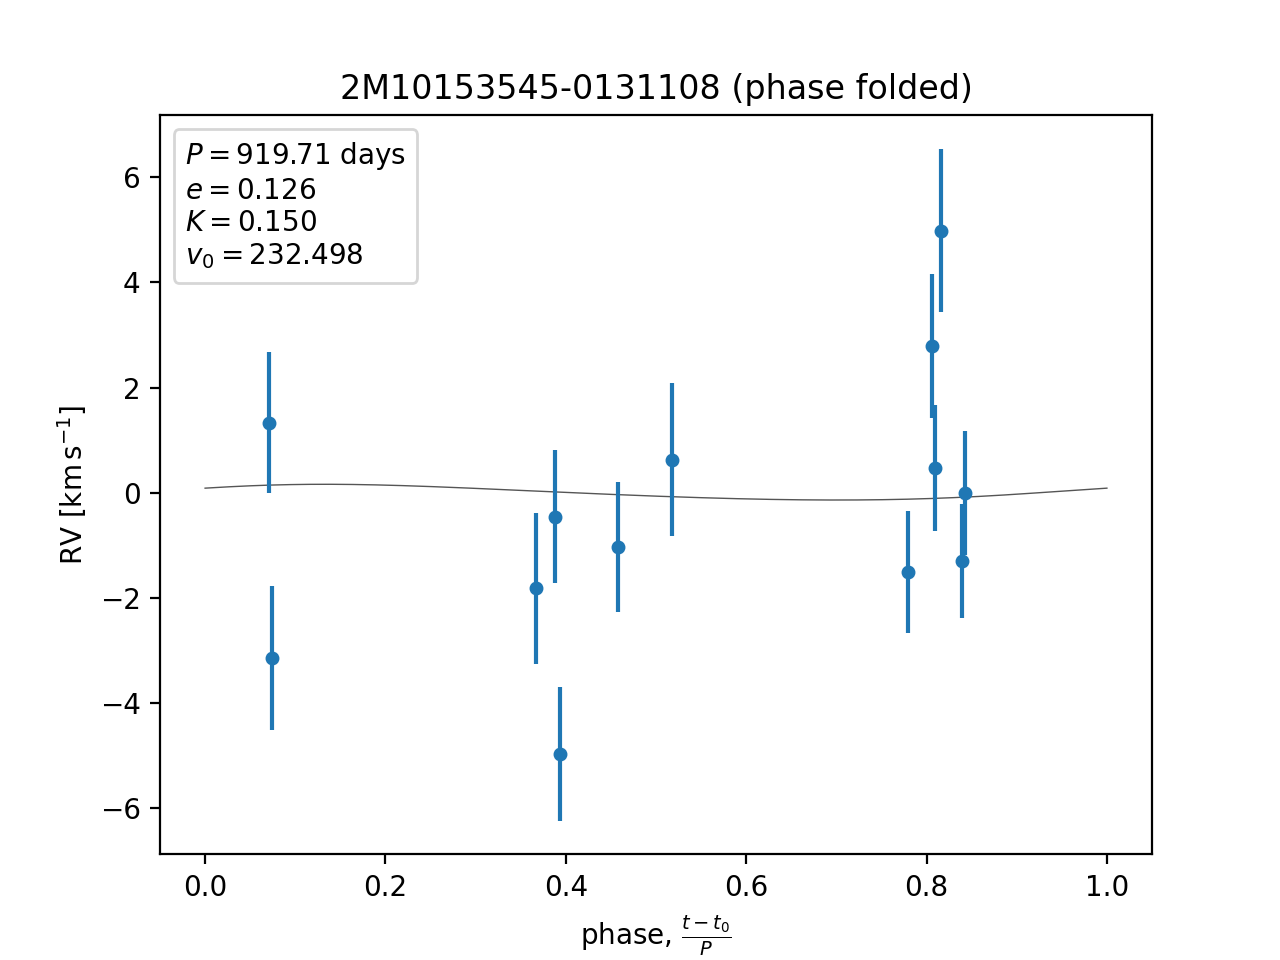 2M10153545-0131108 (phase folded)
P = 919.71 days
e = 0.126
K = 0.150
v₀ = 232.498
6
4
2
0
−2
−4
−6
RV [km s⁻¹]
0.0 0.2 0.4 0.6 0.8 1.0
phase, (t − t₀)/P